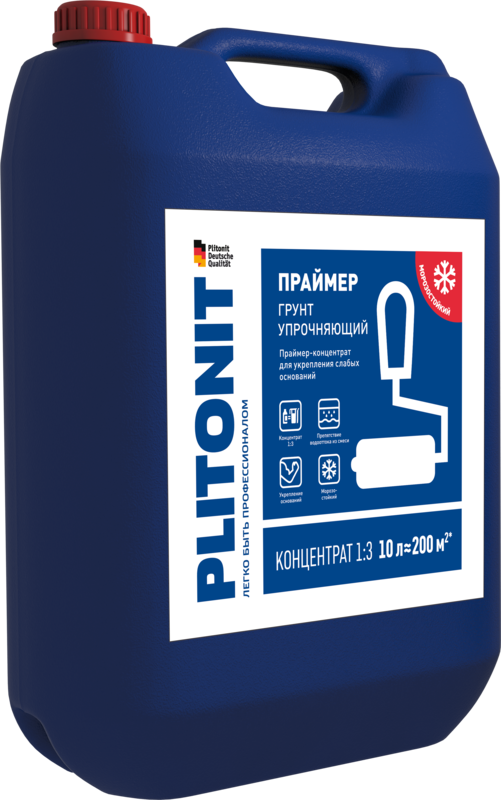 Plitonit
Deutsche
Qualität
PLITONIT
ЛЕГКО БЫТЬ ПРОФЕССИОНАЛОМ
МОРОЗОСТОЙКИЙ
ПРАЙМЕР
ГРУНТ
УПРОЧНЯЮЩИЙ
Праймер-концентрат
для укрепления слабых
оснований
Концентрат
1:3
Препятствие
водооттока из смеси
Укрепление
оснований
Морозо-
стойкий
КОНЦЕНТРАТ 1:3 10 л≈200 м²*